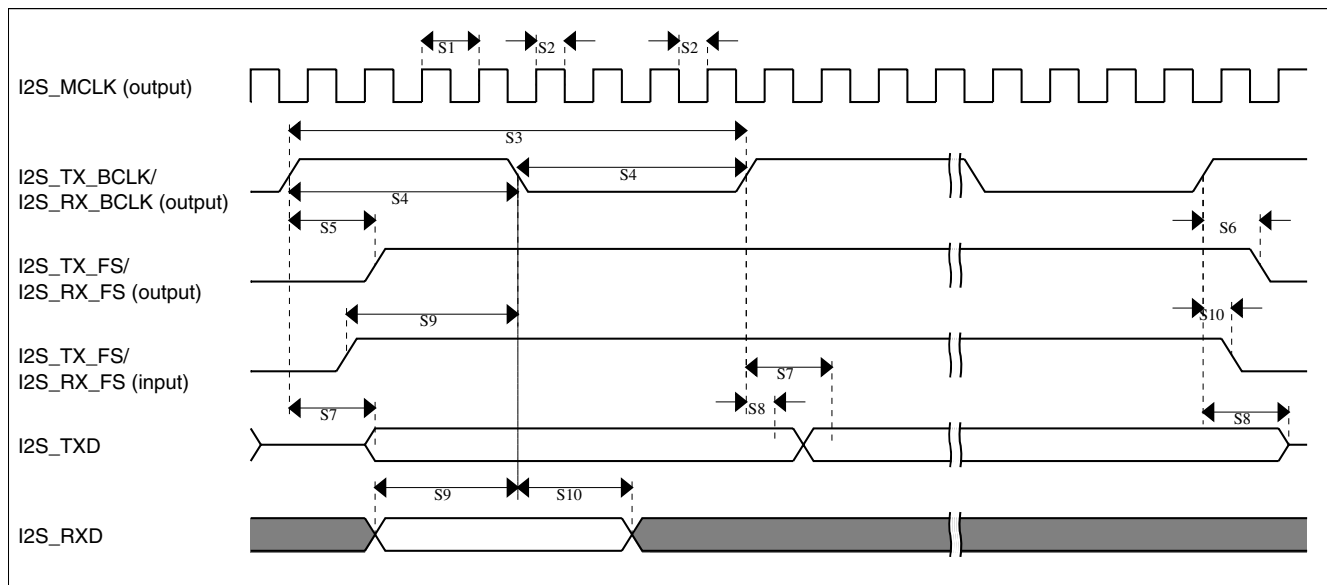 S1
S2
S2
I2S_MCLK (output)
S3
I2S_TX_BCLK/
I2S_RX_BCLK (output)
S4
S4
S5
S6
I2S_TX_FS/
I2S_RX_FS (output)
S9
S10
I2S_TX_FS/
I2S_RX_FS (input)
S7
S7
S8
S8
I2S_TXD
S9
S10
I2S_RXD